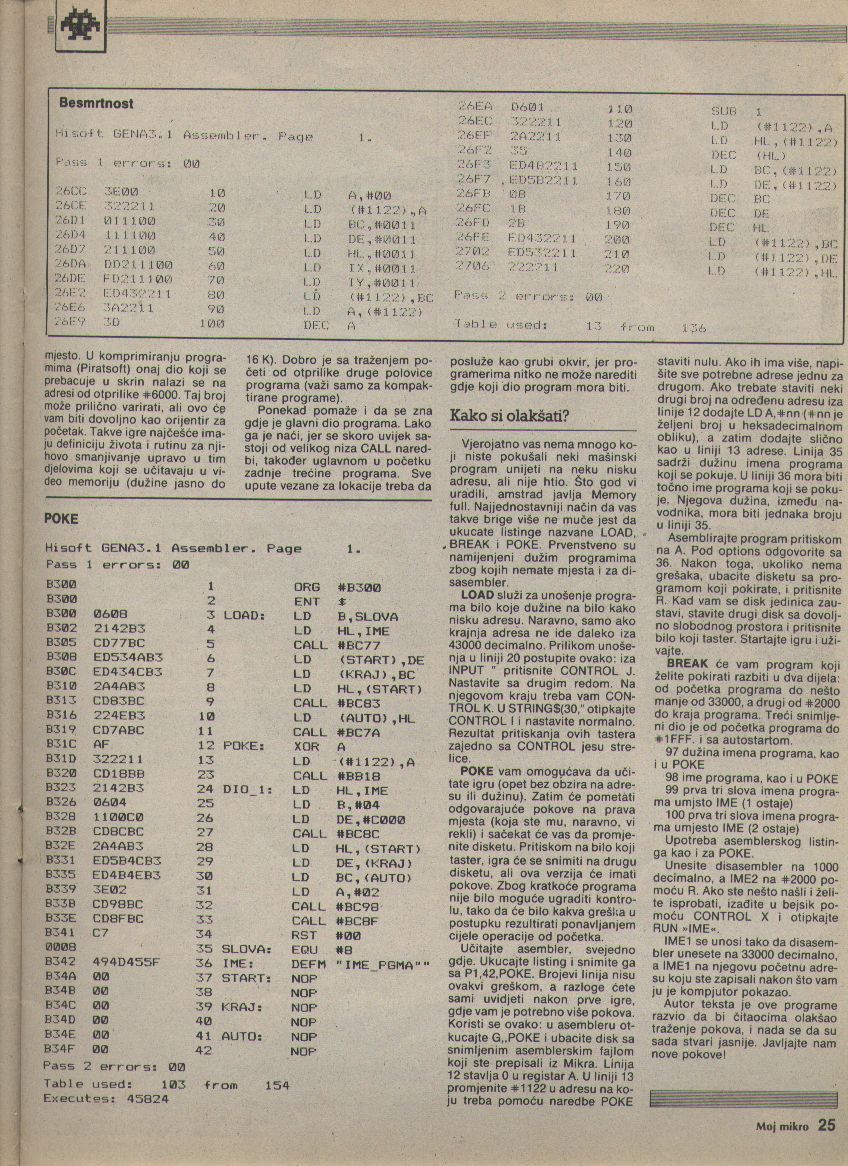 Besmrtnost
Hisoft GENA3.1 Assembler. Page 1.
Pass 1 errors: 00
26CC 3E00 10 LD A,#00
26CE 322211 20 LD (#1122),A
26D1 011100 30 LD BC,#0011
26D4 111100 40 LD DE,#0011
26D7 211100 50 LD HL,#0011
26DA DD211100 60 LD IX,#0011
26DE FD211100 70 LD IY,#0011
26E2 ED432211 80 LD (#1122),BC
26E6 3A2211 90 LD A,(#1122)
26E9 3D 100 DEC A
26EA D601 110 SUB 1
26EC 322211 120 LD (#1122),A
26EF 2A2211 130 LD HL,(#1122)
26F2 35 140 DEC (HL)
26F3 ED4B2211 150 LD BC,(#1122)
26F7 ED5B2211 160 LD DE,(#1122)
26FB 0B 170 DEC BC
26FC 1B 180 DEC DE
26FD 2B 190 DEC HL
26FE ED432211 200 LD (#1122),BC
2702 ED532211 210 LD (#1122),DE
2706 222211 220 LD (#1122),HL
Pass 2 errors: 00
Table used: 13 from 136
mjesto. U komprimiranju progra-
mima (Piratsoft) onaj dio koji se
prebacuje u skrin nalazi se na
adresi od otprilike #6000. Taj broj
može prilično varirati, ali ovo će
vam biti dovoljno kao orijentir za
početak. Takve igre najčešće ima-
ju definiciju života i rutinu za nji-
hovo smanjivanje upravo u tim
djelovima koji se učitavaju u vi-
deo memoriju (dužine jasno do
16 K). Dobro je sa traženjem po-
četi od otprilike druge polovice
programa (važi samo za kompak-
tirane programe).
Ponekad pomaže i da se zna
gdje je glavni dio programa. Lako
ga je naći, jer se skoro uvijek sa-
stoji od velikog niza CALL nared-
bi, također uglavnom u početku
zadnje trećine programa. Sve
upute vezane za lokacije treba da
POKE
Hisoft GENA3.1 Assembler. Page 1.
Pass 1 errors: 00
B300 1 ORG #B300
B300 2 ENT $
B300 0608 3 LOAD: LD B,SLOVA
B302 2142B3 4 LD HL,IME
B305 CD77BC 5 CALL #BC77
B308 ED534AB3 6 LD (START),DE
B30C ED434CB3 7 LD (KRAJ),BC
B310 2A4AB3 8 LD HL,(START)
B313 CD83BC 9 CALL #BC83
B316 224EB3 10 LD (AUTO),HL
B319 CD7ABC 11 CALL #BC7A
B31C AF 12 POKE: XOR A
B31D 322211 13 LD (#1122),A
B320 CD18BB 23 CALL #BB18
B323 2142B3 24 DIO_1: LD HL,IME
B326 0604 25 LD B,#04
B328 1100C0 26 LD DE,#C000
B32B CD8CBC 27 CALL #BC8C
B32E 2A4AB3 28 LD HL,(START)
B331 ED5B4CB3 29 LD DE,(KRAJ)
B335 ED4B4EB3 30 LD BC,(AUTO)
B339 3E02 31 LD A,#02
B33B CD98BC 32 CALL #BC98
B33E CD8FBC 33 CALL #BC8F
B341 C7 34 RST #00
0008 35 SLOVA: EQU #8
B342 494D455F 36 IME: DEFM "IME_PGMA""
B34A 00 37 START: NOP
B34B 00 38 NOP
B34C 00 39 KRAJ: NOP
B34D 00 40 NOP
B34E 00 41 AUTO: NOP
B34F 00 42 NOP
Pass 2 errors: 00
Table used: 103 from 154
Executes: 45824
posluže kao grubi okvir, jer pro-
gramerima nitko ne može narediti
gdje koji dio program mora biti.
Kako si olakšati?
Vjerojatno vas nema mnogo ko-
ji niste pokušali neki mašinski
program unijeti na neku nisku
adresu, ali nije htio. Što god vi
uradili, amstrad javlja Memory
full. Najjednostavniji način da vas
takve brige više ne muče jest da
ukucate listinge nazvane LOAD,
BREAK i POKE. Prvenstveno su
namijenjeni dužim programima
zbog kojih nemate mjesta i za di-
sasembler.
LOAD služi za unošenje progra-
ma bilo koje dužine na bilo kako
nisku adresu. Naravno, samo ako
krajnja adresa ne ide daleko iza
43000 decimalno. Prilikom unoše-
nja u liniji 20 postupite ovako: iza
INPUT " pritisnite CONTROL J.
Nastavite sa drugim redom. Na
njegovom kraju treba vam CON-
TROL K. U STRING$(30," otipkajte
CONTROL I i nastavite normalno.
Rezultat pritiskanja ovih tastera
zajedno sa CONTROL jesu stre-
lice.
POKE vam omogućava da uči-
tate igru (opet bez obzira na adre-
su ili dužinu). Zatim će pometati
odgovarajuće pokove na prava
mjesta (koja ste mu, naravno, vi
rekli) i sačekat će vas da promje-
nite disketu. Pritiskom na bilo koji
taster, igra će se snimiti na drugu
disketu, ali ova verzija će imati
pokove. Zbog kratkoće programa
nije bilo moguće ugraditi kontro-
lu, tako da će bilo kakva greška u
postupku rezultirati ponavljanjem
cijele operacije od početka.
Učitajte asembler, svejedno
gdje. Ukucajte listing i snimite ga
sa P1,42,POKE. Brojevi linija nisu
ovakvi greškom, a razloge ćete
sami uvidjeti nakon prve igre,
gdje vam je potrebno više pokova.
Koristi se ovako: u asembleru ot-
kucajte G,,POKE i ubacite disk sa
snimljenim asemblerskim fajlom
koji ste prepisali iz Mikra. Linija
12 stavlja 0 u registar A. U liniji 13
promjenite #1122 u adresu na ko-
ju treba pomoću naredbe POKE
staviti nulu. Ako ih ima više, napi-
šite sve potrebne adrese jednu za
drugom. Ako trebate staviti neki
drugi broj na određenu adresu iza
linije 12 dodajte LD A,#nn (#nn je
željeni broj u heksadecimalnom
obliku), a zatim dodajte slično
kao u liniji 13 adrese. Linija 35
sadrži dužinu imena programa
koji se pokuje. U liniji 36 mora biti
točno ime programa koji se poku-
je. Njegova dužina, između na-
vodnika, mora biti jednaka broju
u liniji 35.
Asemblirajte program pritiskom
na A. Pod options odgovorite sa
36. Nakon toga, ukoliko nema
grešaka, ubacite disketu sa pro-
gramom koji pokirate, i pritisnite
R. Kad vam se disk jedinica zau-
stavi, stavite drugi disk sa dovolj-
no slobodnog prostora i pritisnite
bilo koji taster. Startajte igru i uži-
vajte.
BREAK će vam program koji
želite pokirati razbiti u dva dijela:
od početka programa do nešto
manje od 33000, a drugi od #2000
do kraja programa. Treći snimlje-
ni dio je od početka programa do
#1FFF. i sa autostartom.
97 dužina imena programa, kao
i u POKE
98 ime programa, kao i u POKE
99 prva tri slova imena progra-
ma umjsto IME (1 ostaje)
100 prva tri slova imena progra-
ma umjesto IME (2 ostaje)
Upotreba asemblerskog listin-
ga kao i za POKE.
Unesite disasembler na 1000
decimalno, a IME2 na #2000 po-
moću R. Ako ste nešto našli i želi-
te isprobati, izađite u bejsik po-
moću CONTROL X i otipkajte
RUN »IME«.
IME1 se unosi tako da disasem-
bler unesete na 33000 decimalno,
a IME1 na njegovu početnu adre-
su koju ste zapisali nakon što vam
ju je kompjutor pokazao.
Autor teksta je ove programe
razvio da bi čitaocima olakšao
traženje pokova, i nada se da su
sada stvari jasnije. Javljajte nam
nove pokove!
Moj mikro 25